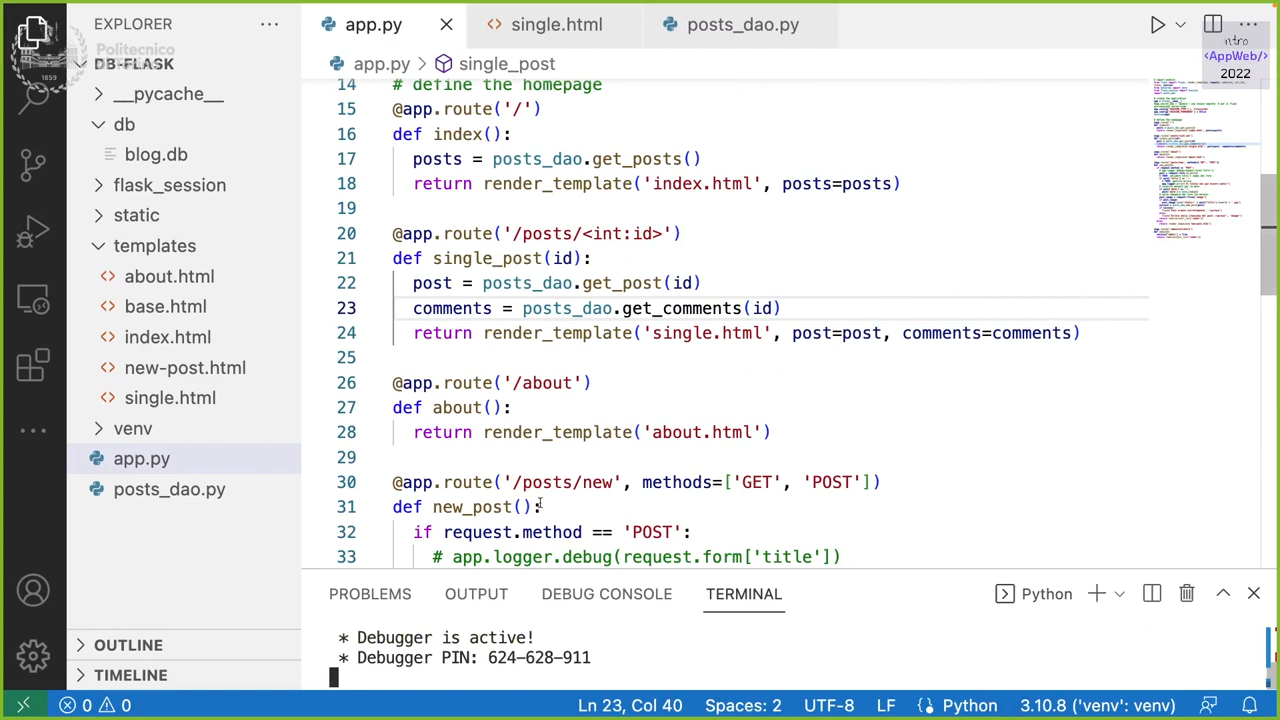 EXPLORER
Politecnico
1859
DB-FLASK
__pycache__
db
blog.db
flask_session
static
templates
about.html
base.html
index.html
new-post.html
single.html
venv
app.py
posts_dao.py
OUTLINE
TIMELINE
app.py
single.html
posts_dao.py
ntro
<AppWeb/>
2022
app.py > single_post
14 # define the homepage
15 @app.route('/')
16 def index():
17 posts = posts_dao.get_posts()
18 return render_template('index.html', posts=posts)
19
20 @app.route('/posts/<int:id>')
21 def single_post(id):
22 post = posts_dao.get_post(id)
23 comments = posts_dao.get_comments(id)
24 return render_template('single.html', post=post, comments=comments)
25
26 @app.route('/about')
27 def about():
28 return render_template('about.html')
29
30 @app.route('/posts/new', methods=['GET', 'POST'])
31 def new_post():
32 if request.method == 'POST':
33 # app.logger.debug(request.form['title'])
PROBLEMS OUTPUT DEBUG CONSOLE TERMINAL Python
* Debugger is active!
* Debugger PIN: 624-628-911
0 0 Ln 23, Col 40 Spaces: 2 UTF-8 LF Python 3.10.8 ('venv': venv)